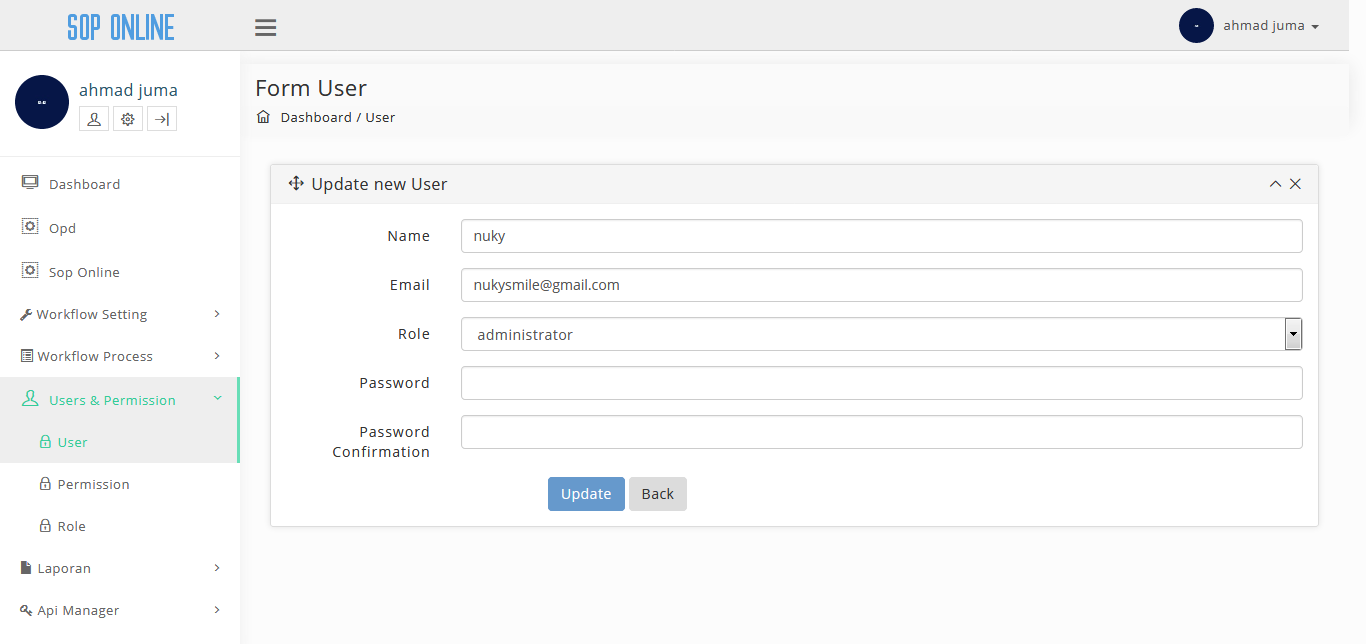 SOP ONLINE
ahmad juma
ahmad juma
Form User
Dashboard / User
Dashboard
Opd
Sop Online
Workflow Setting
Workflow Process
Users & Permission
User
Permission
Role
Laporan
Api Manager
Update new User
Name
nuky
Email
nukysmile@gmail.com
Role
administrator
Password
Password
Confirmation
Update
Back